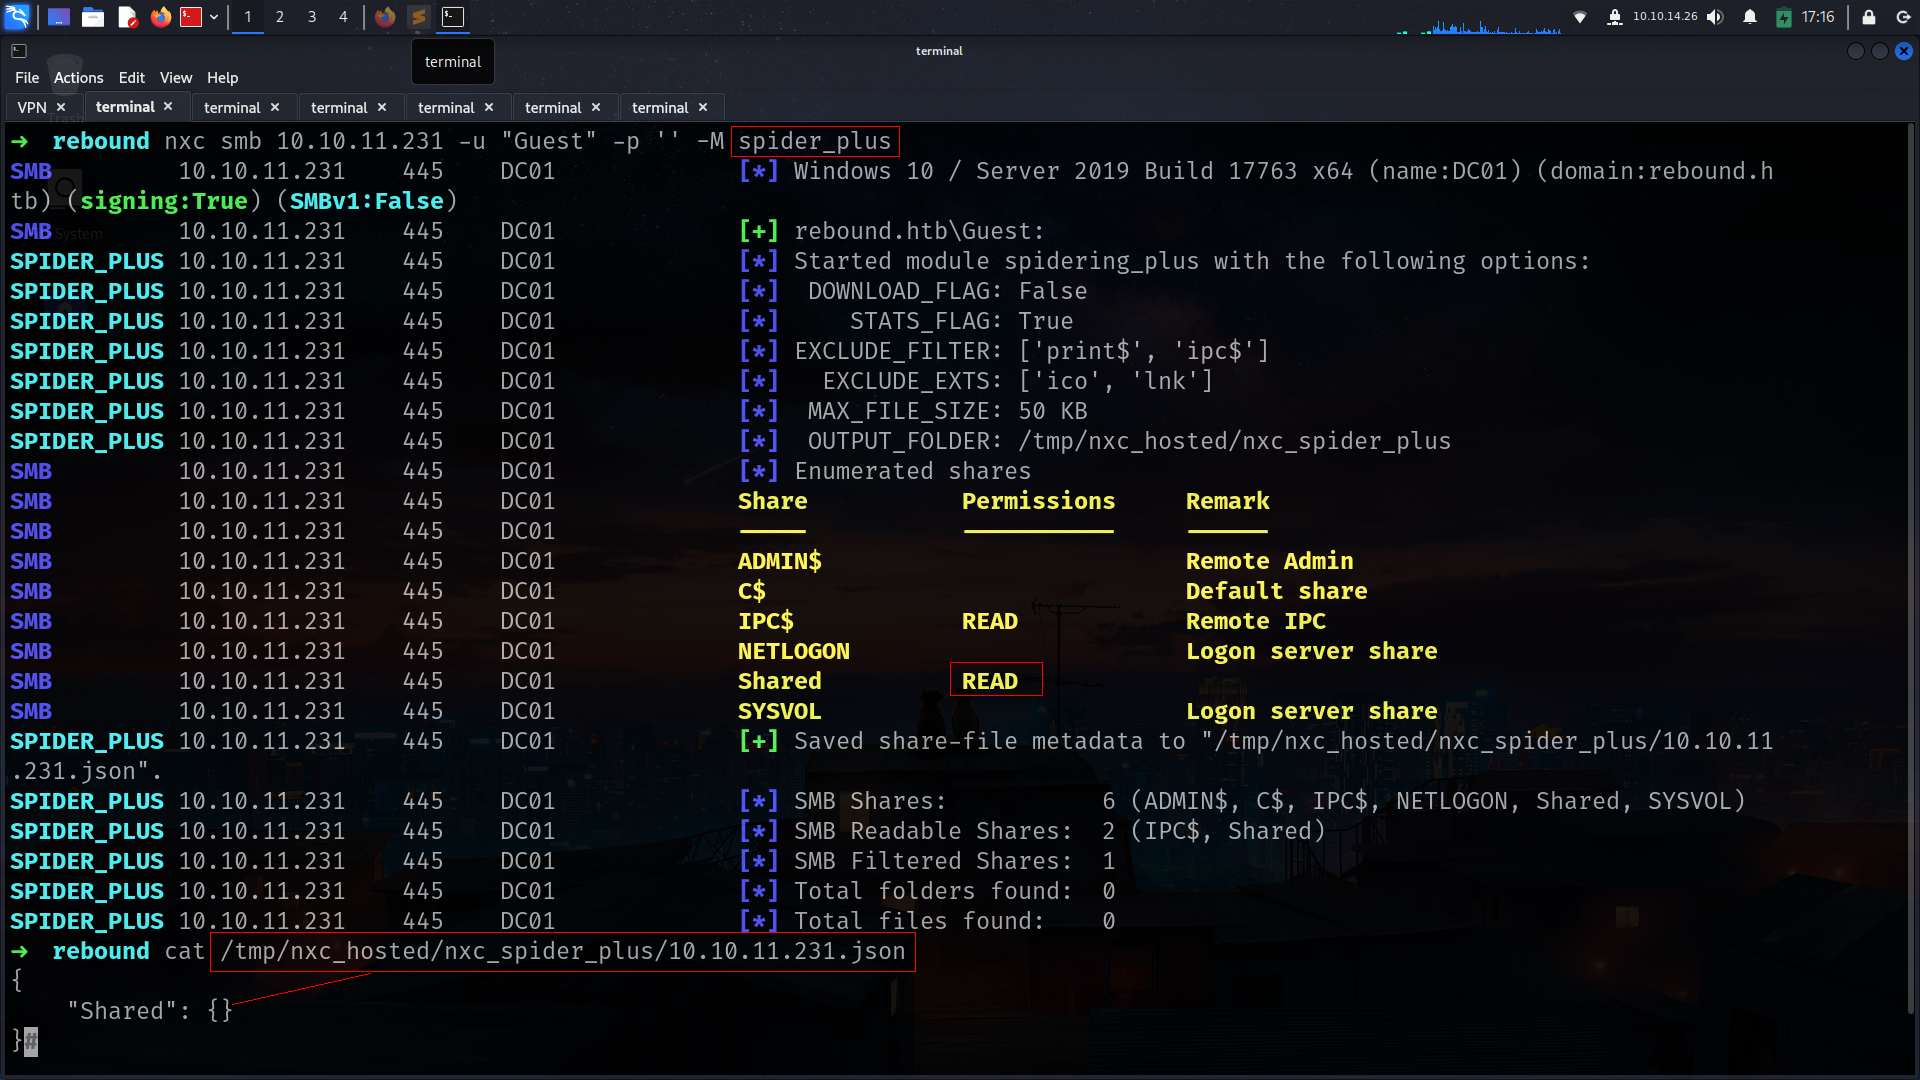 1 2 3 4
10.10.14.26
17:16
terminal
terminal
File Actions Edit View Help
VPN × terminal × terminal × terminal × terminal × terminal × terminal ×
Trash
→ rebound nxc smb 10.10.11.231 -u "Guest" -p '' -M spider_plus
SMB 10.10.11.231 445 DC01 [*] Windows 10 / Server 2019 Build 17763 x64 (name:DC01) (domain:rebound.h
tb) (signing:True) (SMBv1:False)
SMB 10.10.11.231 445 DC01 [+] rebound.htb\Guest:
System
SPIDER_PLUS 10.10.11.231 445 DC01 [*] Started module spidering_plus with the following options:
SPIDER_PLUS 10.10.11.231 445 DC01 [*] DOWNLOAD_FLAG: False
SPIDER_PLUS 10.10.11.231 445 DC01 [*] STATS_FLAG: True
SPIDER_PLUS 10.10.11.231 445 DC01 [*] EXCLUDE_FILTER: ['print$', 'ipc$']
SPIDER_PLUS 10.10.11.231 445 DC01 [*] EXCLUDE_EXTS: ['ico', 'lnk']
SPIDER_PLUS 10.10.11.231 445 DC01 [*] MAX_FILE_SIZE: 50 KB
SPIDER_PLUS 10.10.11.231 445 DC01 [*] OUTPUT_FOLDER: /tmp/nxc_hosted/nxc_spider_plus
SMB 10.10.11.231 445 DC01 [*] Enumerated shares
SMB 10.10.11.231 445 DC01 Share Permissions Remark
SMB 10.10.11.231 445 DC01 ----- ----------- ------
SMB 10.10.11.231 445 DC01 ADMIN$ Remote Admin
SMB 10.10.11.231 445 DC01 C$ Default share
SMB 10.10.11.231 445 DC01 IPC$ READ Remote IPC
SMB 10.10.11.231 445 DC01 NETLOGON Logon server share
SMB 10.10.11.231 445 DC01 Shared READ
SMB 10.10.11.231 445 DC01 SYSVOL Logon server share
SPIDER_PLUS 10.10.11.231 445 DC01 [+] Saved share-file metadata to "/tmp/nxc_hosted/nxc_spider_plus/10.10.11
.231.json".
SPIDER_PLUS 10.10.11.231 445 DC01 [*] SMB Shares: 6 (ADMIN$, C$, IPC$, NETLOGON, Shared, SYSVOL)
SPIDER_PLUS 10.10.11.231 445 DC01 [*] SMB Readable Shares: 2 (IPC$, Shared)
SPIDER_PLUS 10.10.11.231 445 DC01 [*] SMB Filtered Shares: 1
SPIDER_PLUS 10.10.11.231 445 DC01 [*] Total folders found: 0
SPIDER_PLUS 10.10.11.231 445 DC01 [*] Total files found: 0
→ rebound cat /tmp/nxc_hosted/nxc_spider_plus/10.10.11.231.json
{
"Shared": {}
}#